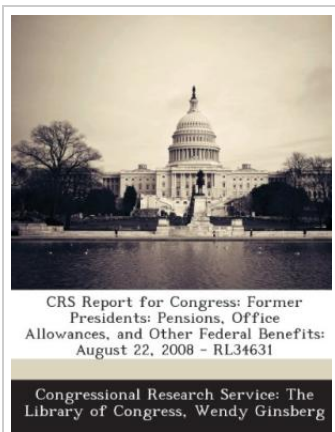 CRS Report for Congress: Former
Presidents: Pensions, Office
Allowances, and Other Federal Benefits:
August 22, 2008 - RL34631
Congressional Research Service: The
Library of Congress, Wendy Ginsberg